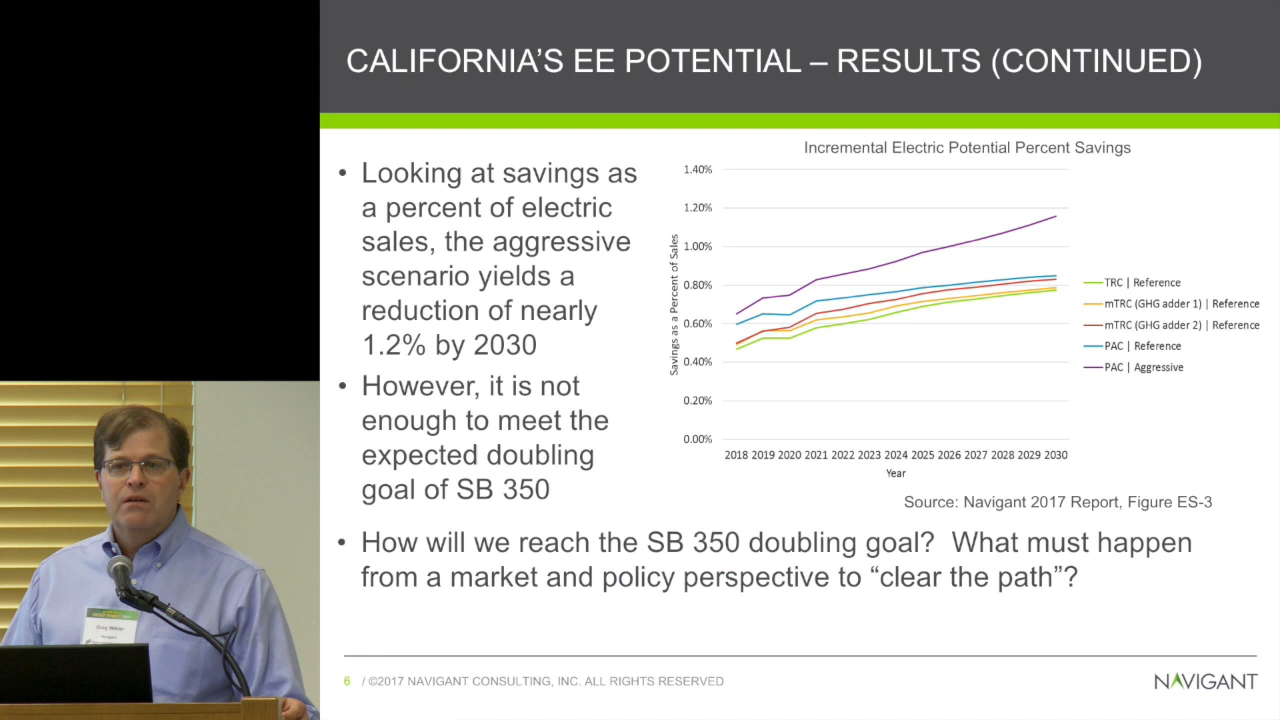 CALIFORNIA’S EE POTENTIAL – RESULTS (CONTINUED)
• Looking at savings as
a percent of electric
sales, the aggressive
scenario yields a
reduction of nearly
1.2% by 2030
• However, it is not
enough to meet the
expected doubling
goal of SB 350
Incremental Electric Potential Percent Savings
1.40%
1.20%
1.00%
0.80%
0.60%
0.40%
0.20%
0.00%
Savings as a Percent of Sales
2018 2019 2020 2021 2022 2023 2024 2025 2026 2027 2028 2029 2030
Year
TRC | Reference
mTRC (GHG adder 1) | Reference
mTRC (GHG adder 2) | Reference
PAC | Reference
PAC | Aggressive
Source: Navigant 2017 Report, Figure ES-3
• How will we reach the SB 350 doubling goal?  What must happen
from a market and policy perspective to “clear the path”?
6 / ©2017 NAVIGANT CONSULTING, INC. ALL RIGHTS RESERVED
NAVIGANT
Greg